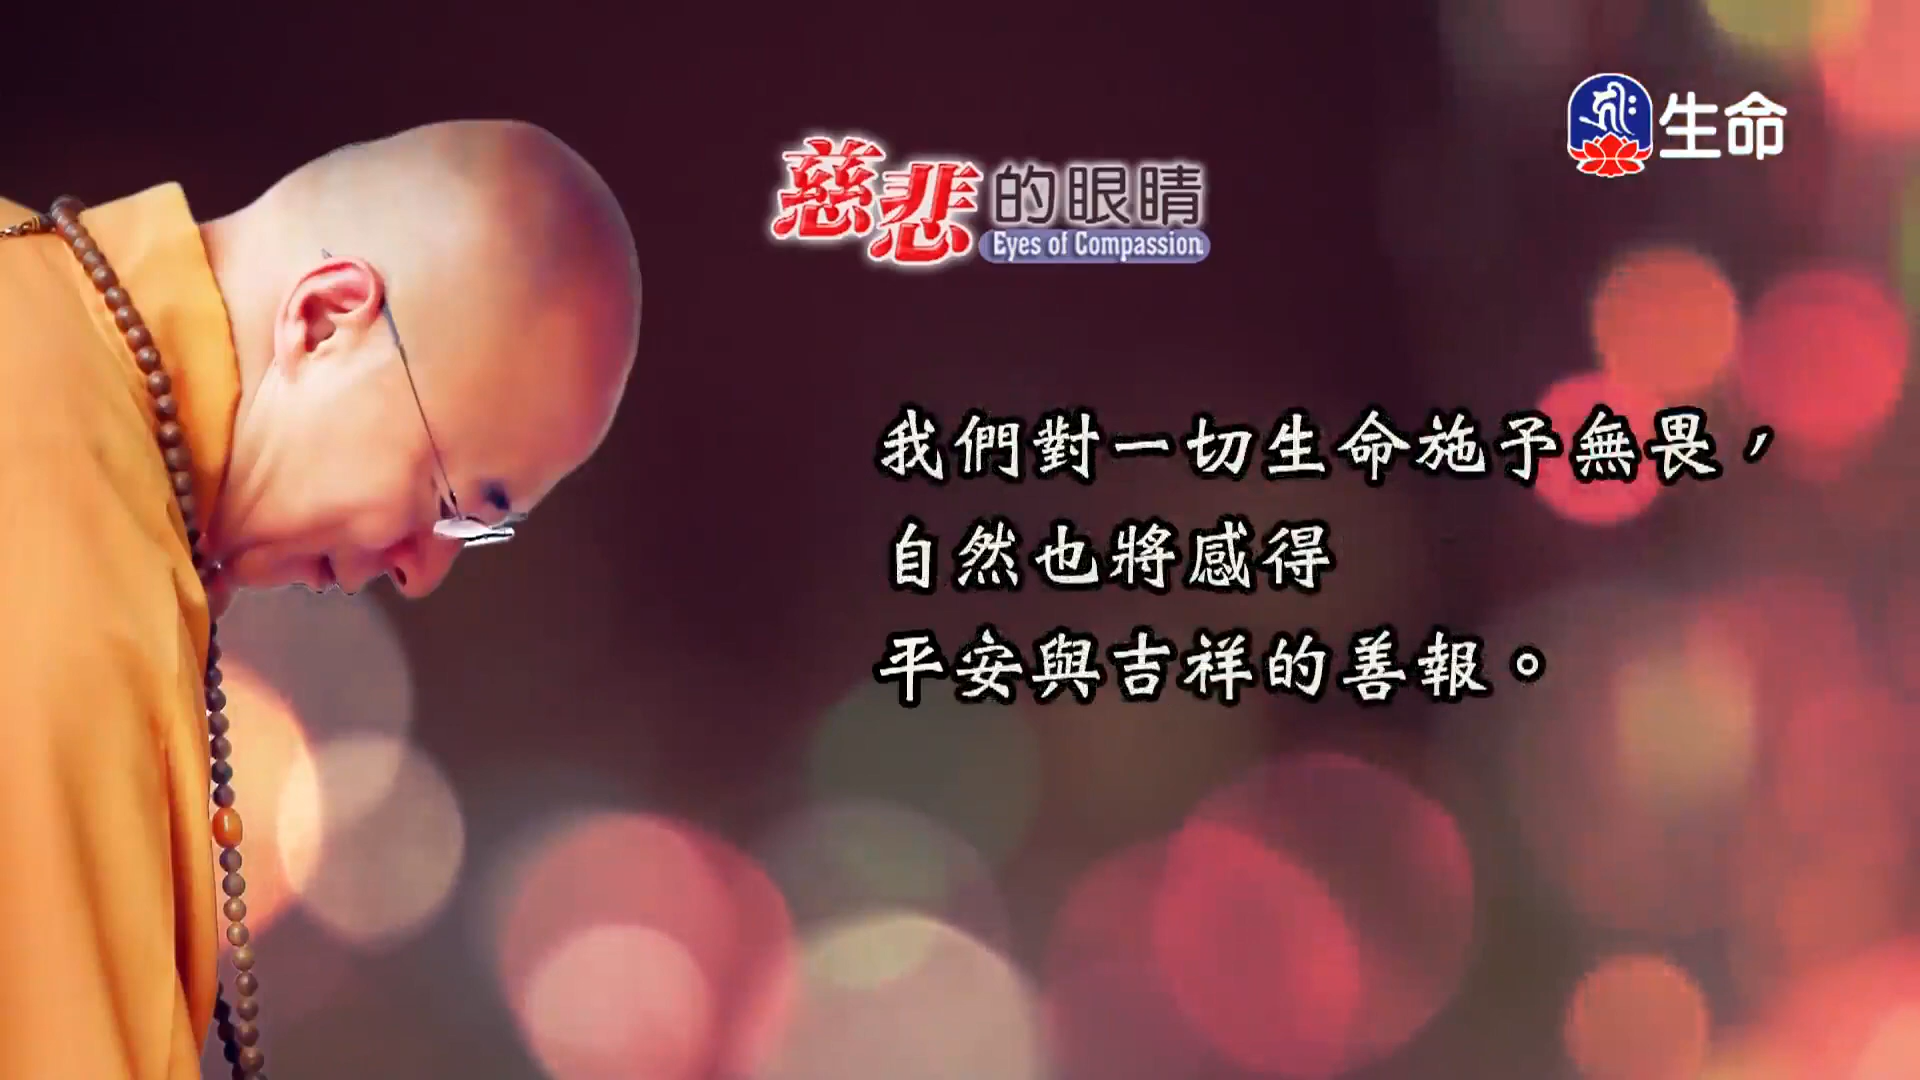 生命
慈悲的眼睛
Eyes of Compassion
我們對一切生命施予無畏，
自然也將感得
平安與吉祥的善報。